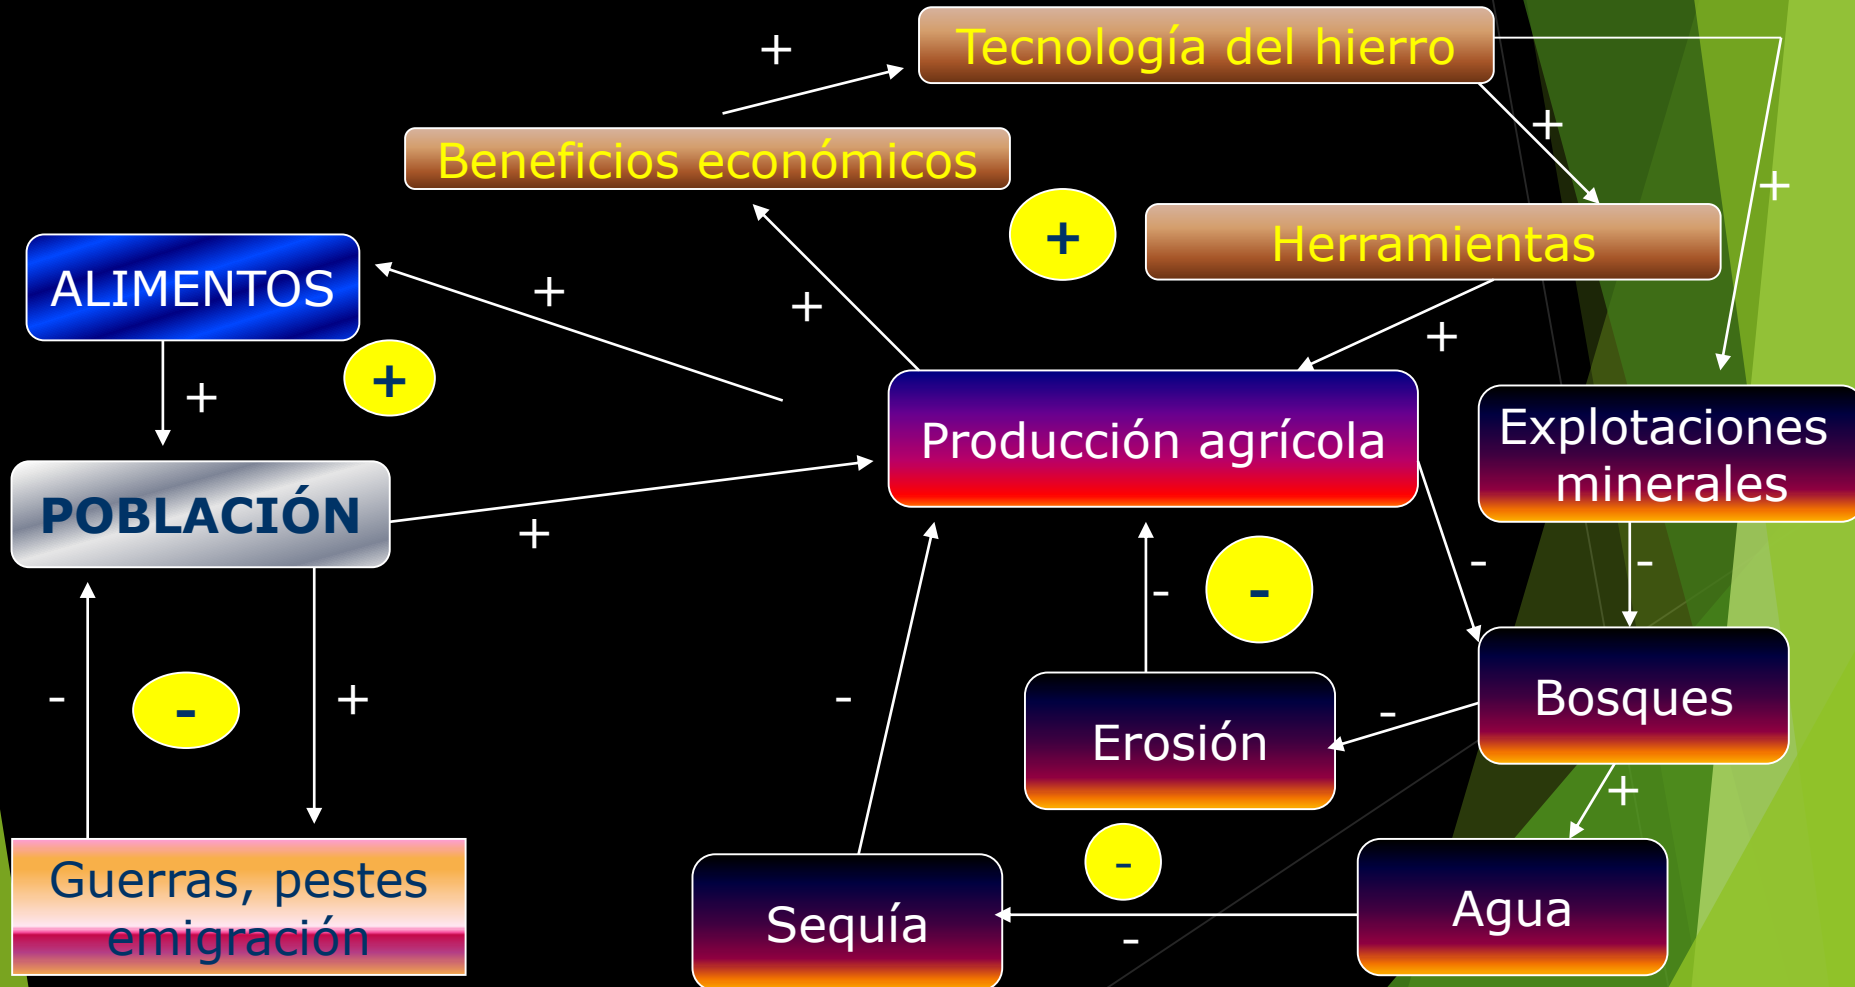 +
Tecnología del hierro
+
Beneficios económicos
+
+
Herramientas
ALIMENTOS
+
+
+
+
+
+
Explotaciones
minerales
Producción agrícola
POBLACIÓN
+
-
-
-
-
-
+
-
-
Bosques
-
Erosión
+
-
Guerras, pestes
emigración
Sequía
-
Agua